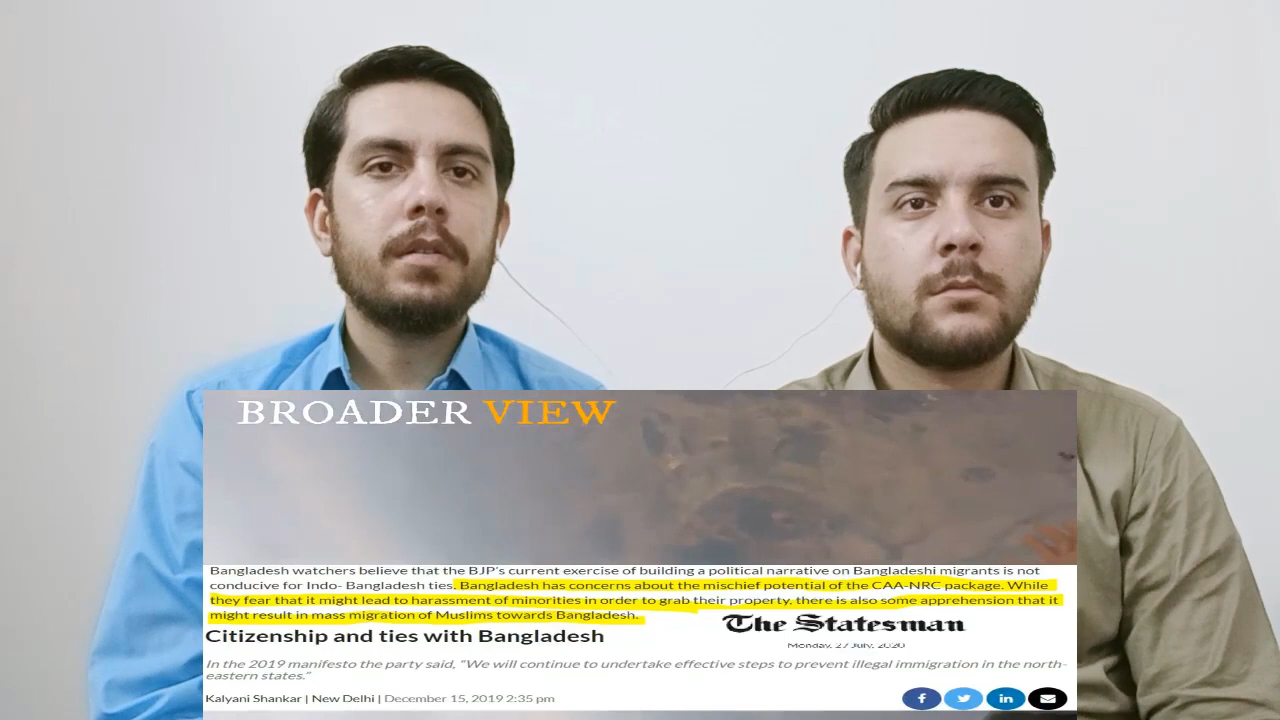 BROADER VIEW
Bangladesh watchers believe that the BJP's current exercise of building a political narrative on Bangladeshi migrants is not
conducive for Indo- Bangladesh ties. Bangladesh has concerns about the mischief potential of the CAA-NRC package. While
they fear that it might lead to harassment of minorities in order to grab their property, there is also some apprehension that it
might result in mass migration of Muslims towards Bangladesh.
The Statesman
Monday, 27 July, 2020
Citizenship and ties with Bangladesh
In the 2019 manifesto the party said, “We will continue to undertake effective steps to prevent illegal immigration in the north-
eastern states.”
Kalyani Shankar | New Delhi | December 15, 2019 2:35 pm